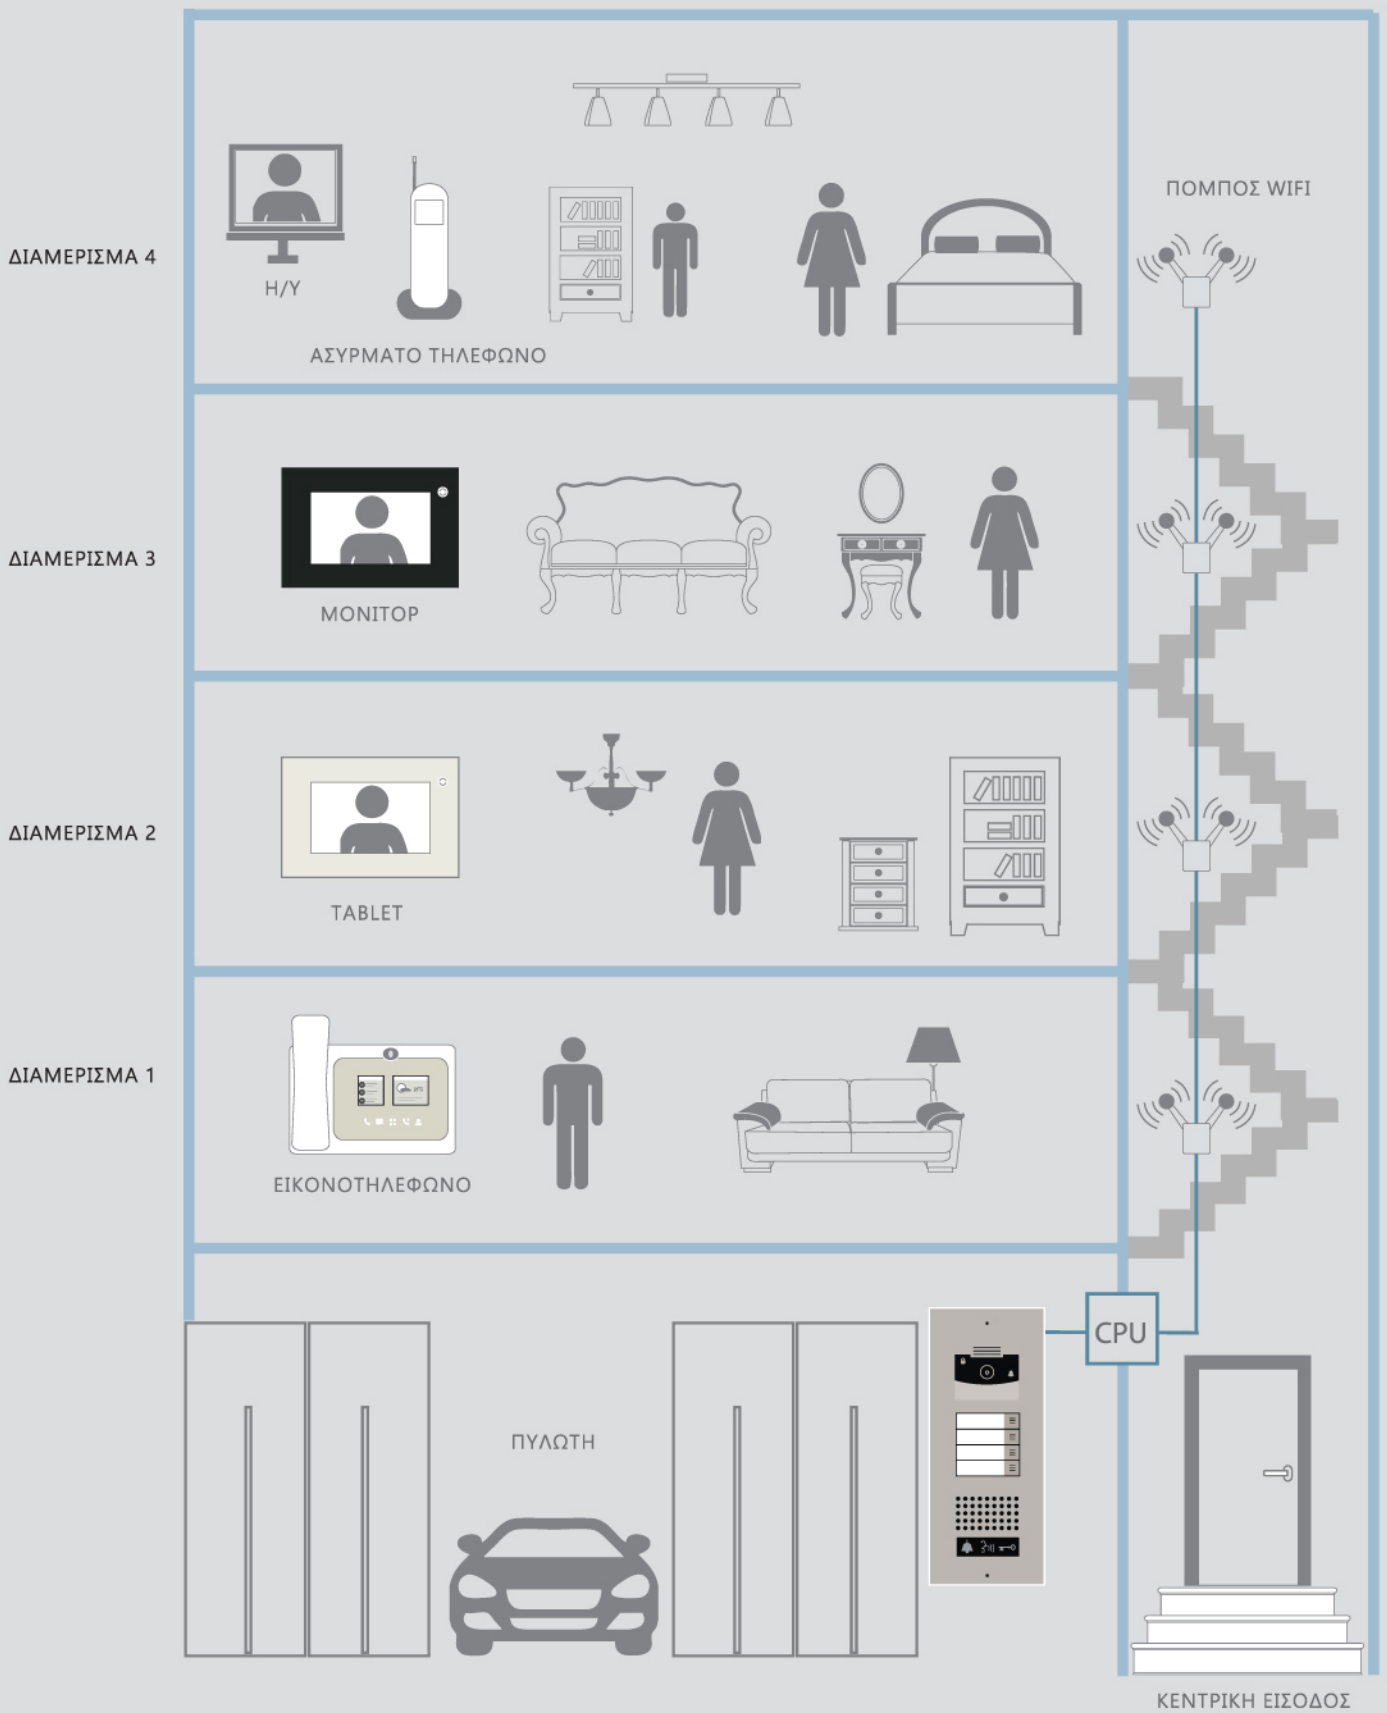 ΠΟΜΠΟΣ WIFI
ΔΙΑΜΕΡΙΣΜΑ 4
Η/Υ
ΑΣΥΡΜΑΤΟ ΤΗΛΕΦΩΝΟ
ΔΙΑΜΕΡΙΣΜΑ 3
ΜΟΝΙΤΟΡ
ΔΙΑΜΕΡΙΣΜΑ 2
TABLET
ΔΙΑΜΕΡΙΣΜΑ 1
ΕΙΚΟΝΟΤΗΛΕΦΩΝΟ
CPU
ΠΥΛΩΤΗ
ΚΕΝΤΡΙΚΗ ΕΙΣΟΔΟΣ